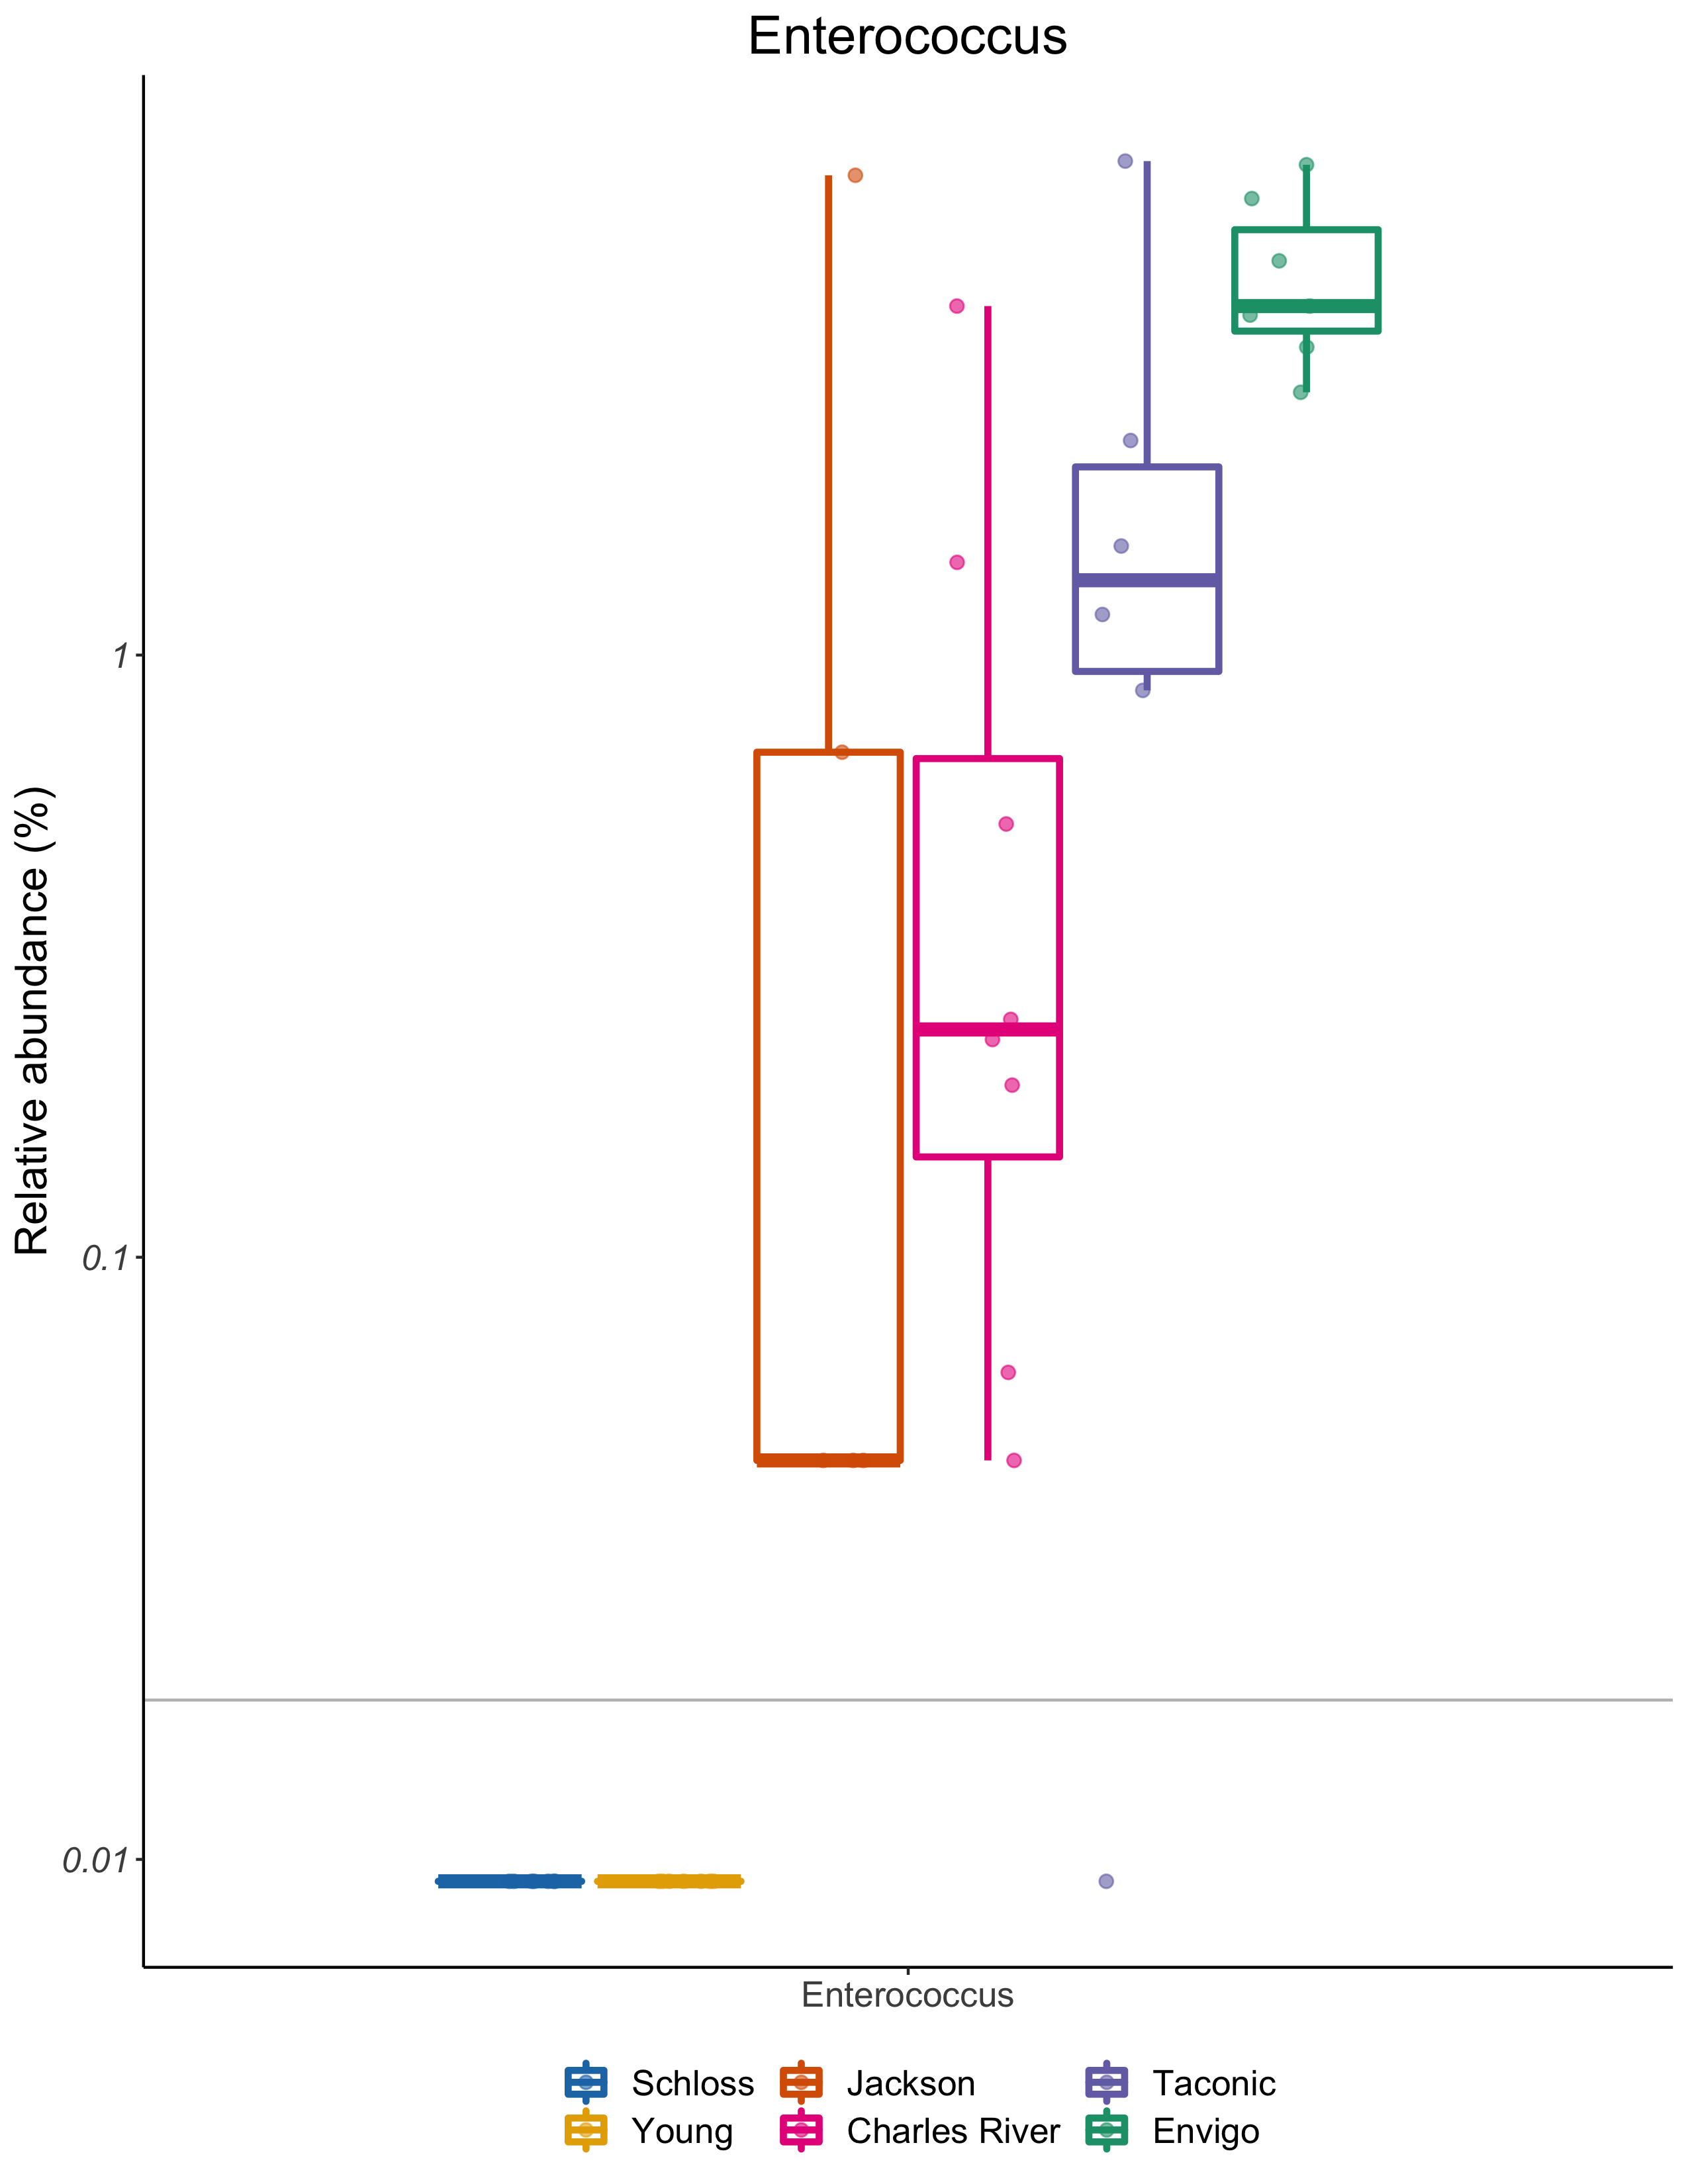 Enterococcus
Relative abundance (%)
1
0.1
0.01
Enterococcus
Schloss Jackson Taconic
Young Charles River Envigo